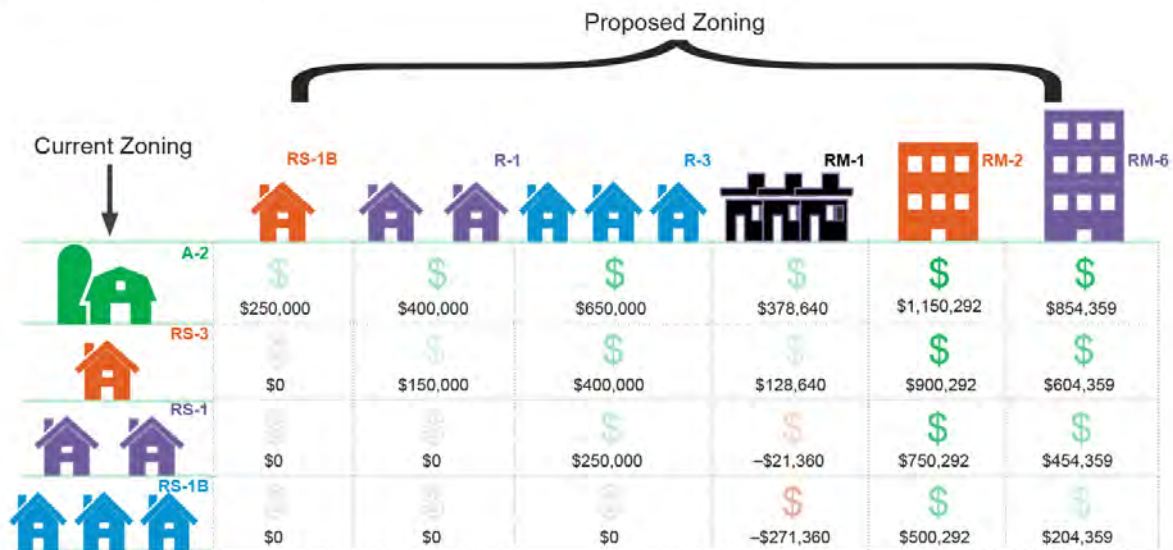 Proposed Zoning
Current Zoning
RS-1B R-1 R-3 RM-1 RM-2 RM-6
A-2
$ $ $ $ $ $
$250,000 $400,000 $650,000 $378,640 $1,150,292 $854,359
RS-3
$ $ $ $ $ $
$0 $150,000 $400,000 $128,640 $900,292 $604,359
RS-1
$ $ $ $ $ $
$0 $0 $250,000 –$21,360 $750,292 $454,359
RS-1B
$ $ $ $ $ $
$0 $0 $0 –$271,360 $500,292 $204,359